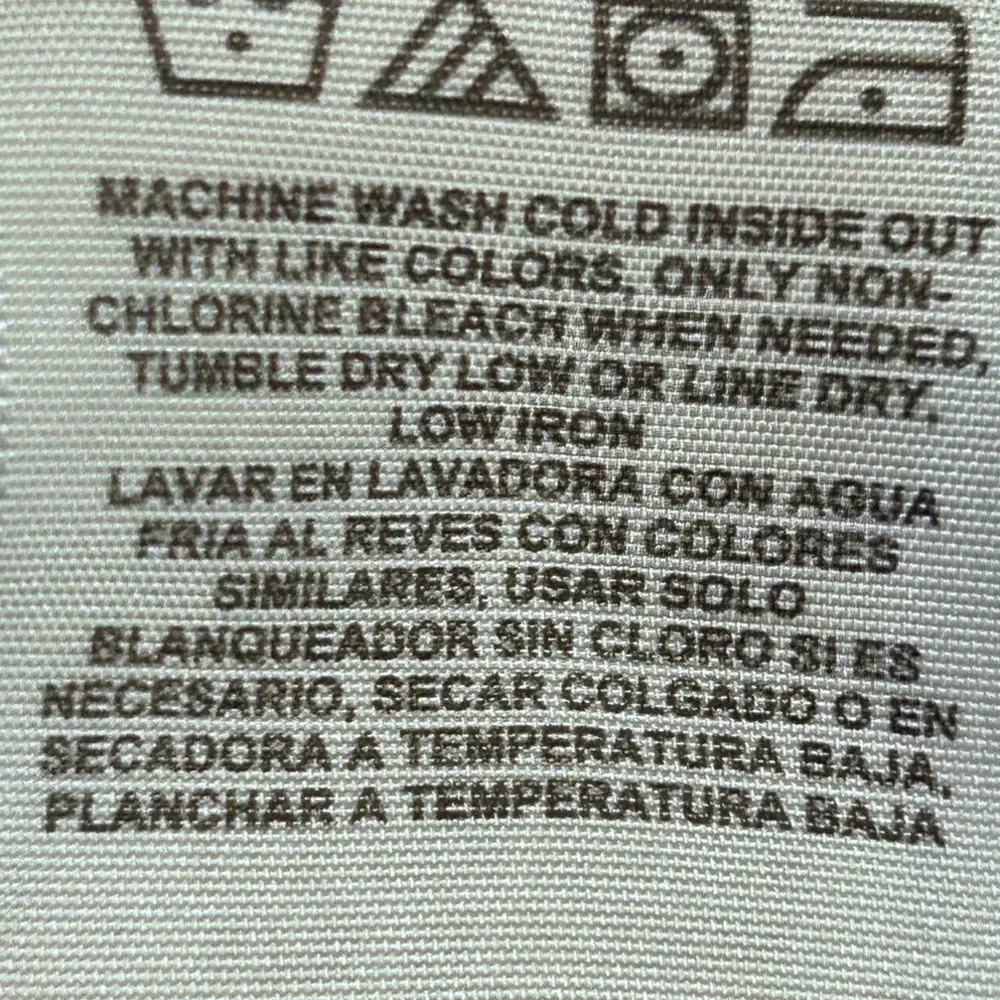 MACHINE WASH COLD INSIDE OUT
WITH LIKE COLORS, ONLY NON-
CHLORINE BLEACH WHEN NEEDED,
TUMBLE DRY LOW OR LINE DRY,
LOW IRON
LAVAR EN LAVADORA CON AGUA
FRIA AL REVES CON COLORES
SIMILARES, USAR SOLO
BLANQUEADOR SIN CLORO SI ES
NECESARIO, SECAR COLGADO O EN
SECADORA A TEMPERATURA BAJA,
PLANCHAR A TEMPERATURA BAJA